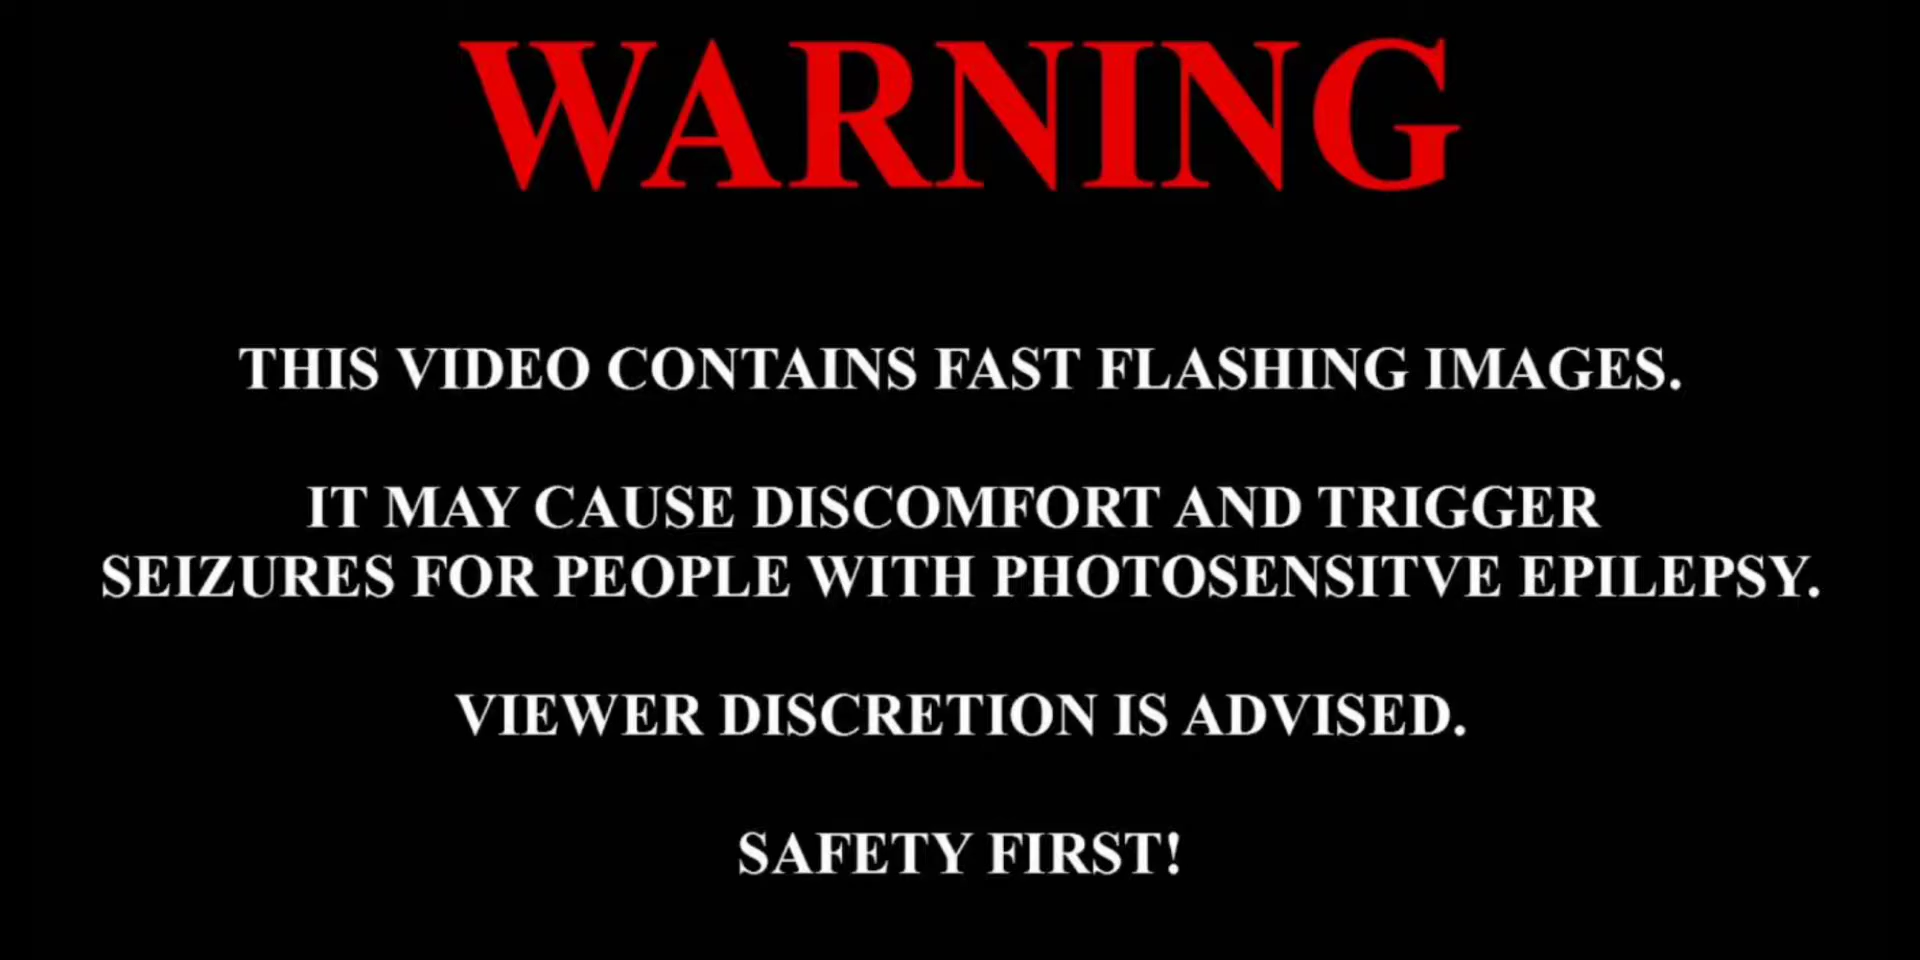 WARNING
THIS VIDEO CONTAINS FAST FLASHING IMAGES.
IT MAY CAUSE DISCOMFORT AND TRIGGER
SEIZURES FOR PEOPLE WITH PHOTOSENSITVE EPILEPSY.
VIEWER DISCRETION IS ADVISED.
SAFETY FIRST!